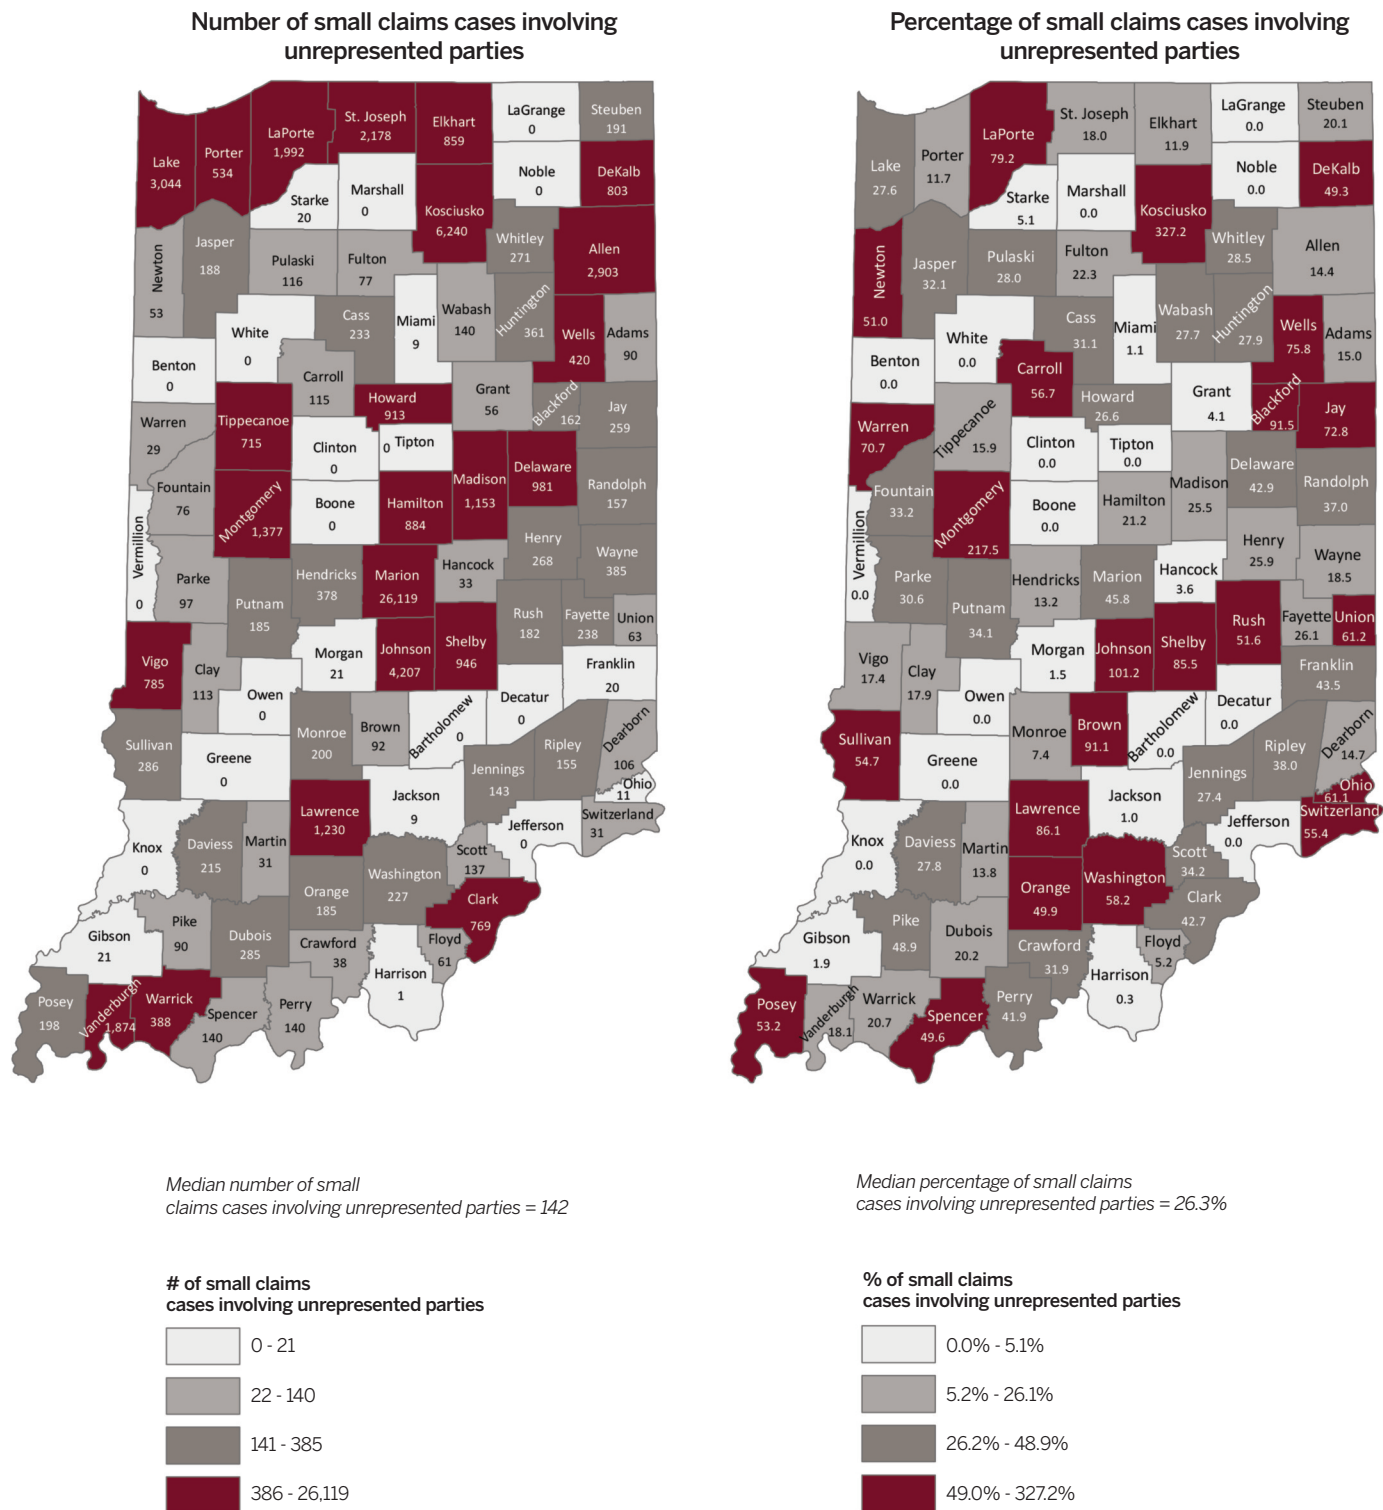 Number of small claims cases involving
unrepresented parties
LaGrange
0
Steuben
191
St. Joseph
2,178
Elkhart
859
LaPorte
1,992
Porter
534
Lake
3,044
Noble
0
DeKalb
803
Marshall
0
Starke
20
Kosciusko
6,240
Whitley
271
Allen
2,903
Jasper
188
Newton
53
Pulaski
116
Fulton
77
Miami
9
Wabash
140
Huntington
361
White
0
Cass
233
Wells
420
Adams
90
Benton
0
Carroll
115
Howard
913
Grant
56
Blackford
162
Jay
259
Warren
29
Tippecanoe
715
Clinton
0
Tipton
0
Madison
1,153
Delaware
981
Randolph
157
Fountain
76
Montgomery
1,377
Boone
0
Hamilton
884
Vermillion
0
Henry
268
Wayne
385
Parke
97
Hendricks
378
Marion
26,119
Hancock
33
Putnam
185
Rush
182
Fayette
238
Union
63
Vigo
785
Clay
113
Morgan
21
Johnson
4,207
Shelby
946
Franklin
20
Owen
0
Decatur
0
Sullivan
286
Greene
0
Monroe
200
Brown
92
Bartholomew
0
Jennings
143
Ripley
155
Dearborn
106
Ohio
11
Lawrence
1,230
Jackson
9
Jefferson
0
Switzerland
31
Knox
0
Daviess
215
Martin
31
Scott
137
Washington
227
Orange
185
Clark
769
Gibson
21
Pike
90
Dubois
285
Crawford
38
Floyd
61
Harrison
1
Posey
198
Vanderburgh
1,874
Warrick
388
Spencer
140
Perry
140
Median number of small
claims cases involving unrepresented parties = 142
# of small claims
cases involving unrepresented parties
0 - 21
22 - 140
141 - 385
386 - 26,119
Percentage of small claims cases involving
unrepresented parties
LaGrange
0.0
Steuben
20.1
St. Joseph
18.0
Elkhart
11.9
LaPorte
79.2
Porter
11.7
Lake
27.6
Noble
0.0
DeKalb
49.3
Marshall
0.0
Starke
5.1
Kosciusko
327.2
Whitley
28.5
Allen
14.4
Newton
51.0
Jasper
32.1
Pulaski
28.0
Fulton
22.3
Miami
1.1
Wabash
27.7
Huntington
27.9
White
0.0
Cass
31.1
Wells
75.8
Adams
15.0
Benton
0.0
Carroll
56.7
Howard
26.6
Grant
4.1
Blackford
91.5
Jay
72.8
Warren
70.7
Tippecanoe
15.9
Clinton
0.0
Tipton
0.0
Madison
25.5
Delaware
42.9
Randolph
37.0
Fountain
33.2
Montgomery
217.5
Boone
0.0
Hamilton
21.2
Vermillion
0.0
Henry
25.9
Wayne
18.5
Parke
30.6
Hendricks
13.2
Marion
45.8
Hancock
3.6
Putnam
34.1
Rush
51.6
Fayette
26.1
Union
61.2
Vigo
17.4
Clay
17.9
Morgan
1.5
Johnson
101.2
Shelby
85.5
Franklin
43.5
Owen
0.0
Decatur
0.0
Sullivan
54.7
Greene
0.0
Monroe
7.4
Brown
91.1
Bartholomew
0.0
Jennings
27.4
Ripley
38.0
Dearborn
14.7
Ohio
61.1
Lawrence
86.1
Jackson
1.0
Jefferson
0.0
Switzerland
55.4
Knox
0.0
Daviess
27.8
Martin
13.8
Scott
34.2
Washington
58.2
Orange
49.9
Clark
42.7
Gibson
1.9
Pike
48.9
Dubois
20.2
Crawford
31.9
Floyd
5.2
Harrison
0.3
Posey
53.2
Vanderburgh
18.1
Warrick
20.7
Spencer
49.6
Perry
41.9
Median percentage of small claims
cases involving unrepresented parties = 26.3%
% of small claims
cases involving unrepresented parties
0.0% - 5.1%
5.2% - 26.1%
26.2% - 48.9%
49.0% - 327.2%